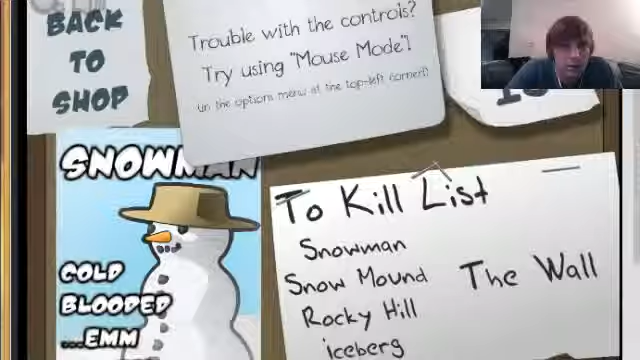 BACK
TO
SHOP
Trouble with the controls?
Try using "Mouse Mode"!
(in the options menu at the top-left corner!)
SNOWMAN
COLD
BLOODED
...EMM
To Kill List
Snowman
Snow Mound
Rocky Hill
iceberg
The Wall